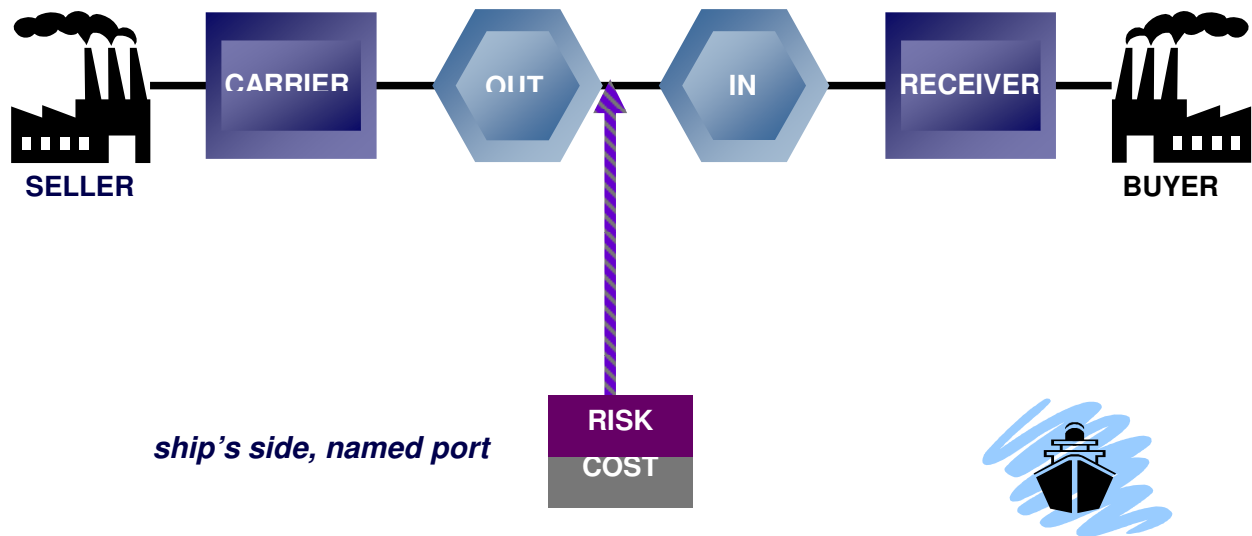 CARRIER
OUT
IN
RECEIVER
SELLER
BUYER
RISK
ship's side, named port
COST